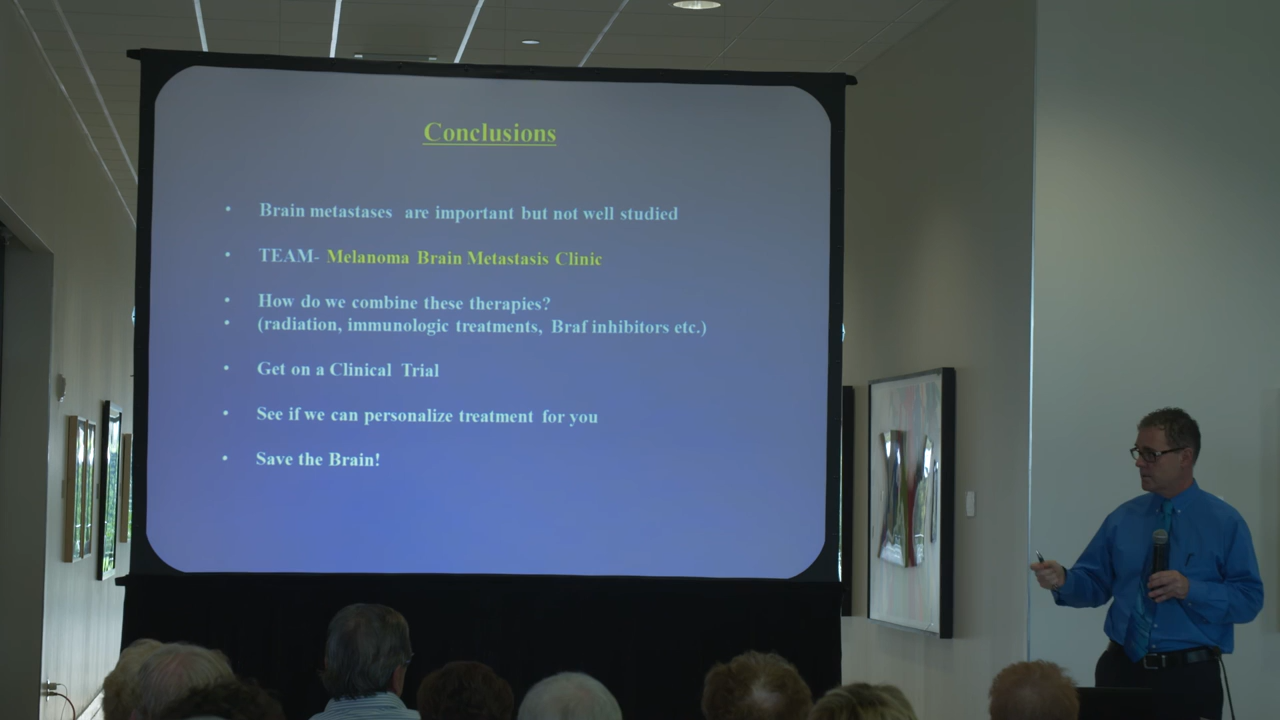 Conclusions
• Brain metastases are important but not well studied
• TEAM- Melanoma Brain Metastasis Clinic
• How do we combine these therapies?
• (radiation, immunologic treatments, Braf inhibitors etc.)
• Get on a Clinical Trial
• See if we can personalize treatment for you
• Save the Brain!